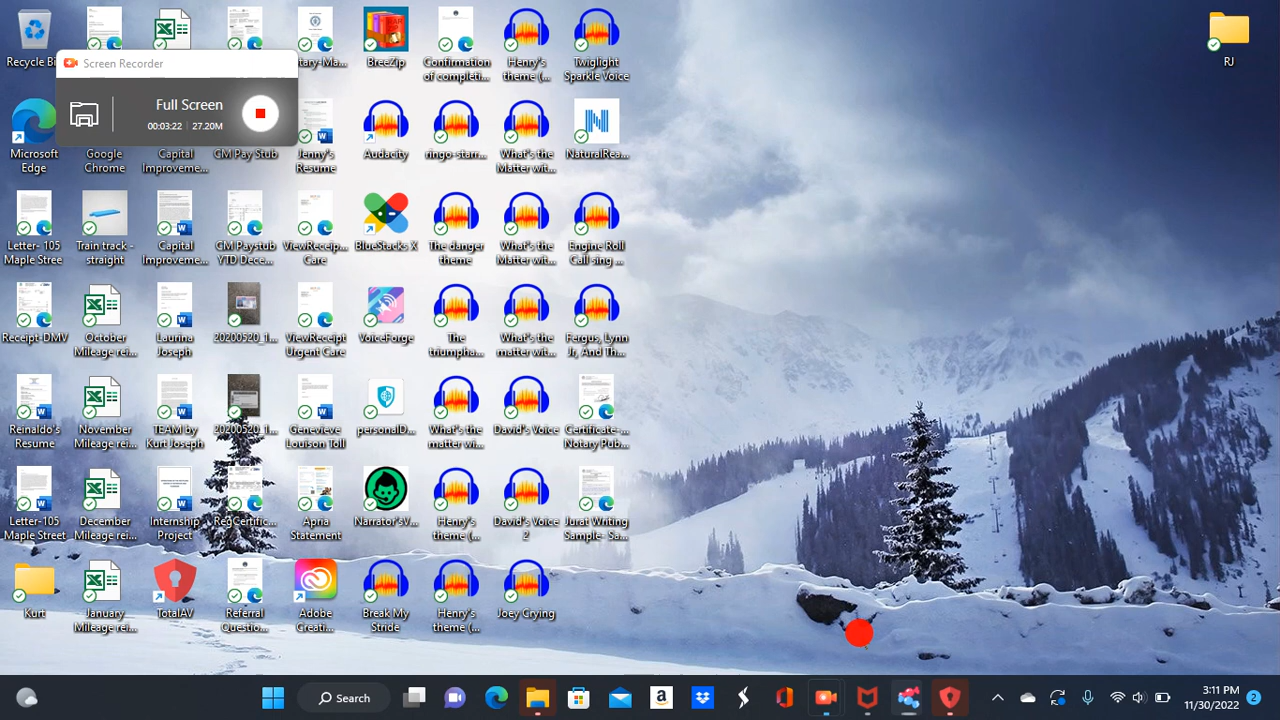 Recycle Bi
tary-Ma...
BreeZip
Confirmation
of completi...
Henry's
theme (...
Twiglight
Sparkle Voice
RJ
Screen Recorder
Full Screen
00:03:22
27.20M
Microsoft
Edge
Google
Chrome
Capital
Improveme...
CM Pay Stub
Jenny's
Resume
Audacity
ringo-starr...
What's the
Matter wit...
NaturalRea...
Letter- 105
Maple Stree
Train track -
straight
Capital
Improveme...
CM Paystub
YTD Dece...
ViewReceip...
Care
BlueStacks X
The danger
theme
What's the
Matter wit...
Engine Roll
Call sing ...
Receipt-DMV
October
Mileage rei...
Laurina
Joseph
20200520_1...
ViewReceipt
Urgent Care
VoiceForge
The
triumpha...
What's the
matter wit...
Fergus, Lynn
Jr, And Th...
Reinaldo's
Resume
November
Mileage rei...
TEAM by
Kurt Joseph
20200520_1...
Genevieve
Louison Tall
personalD...
What's the
matter wi...
David's Voice
Certificate-...
Notary Pub...
Letter-105
Maple Street
December
Mileage rei...
Internship
Project
RegCertific...
Apria
Statement
Narrator'sV...
Henry's
theme (...
David's Voice
2
Jurat Writing
Sample- Sa...
Kurt
January
Mileage rei...
TotalAV
Referral
Questio...
Adobe
Creati...
Break My
Stride
Henry's
theme (...
Joey Crying
Search
3:11 PM
11/30/2022
2